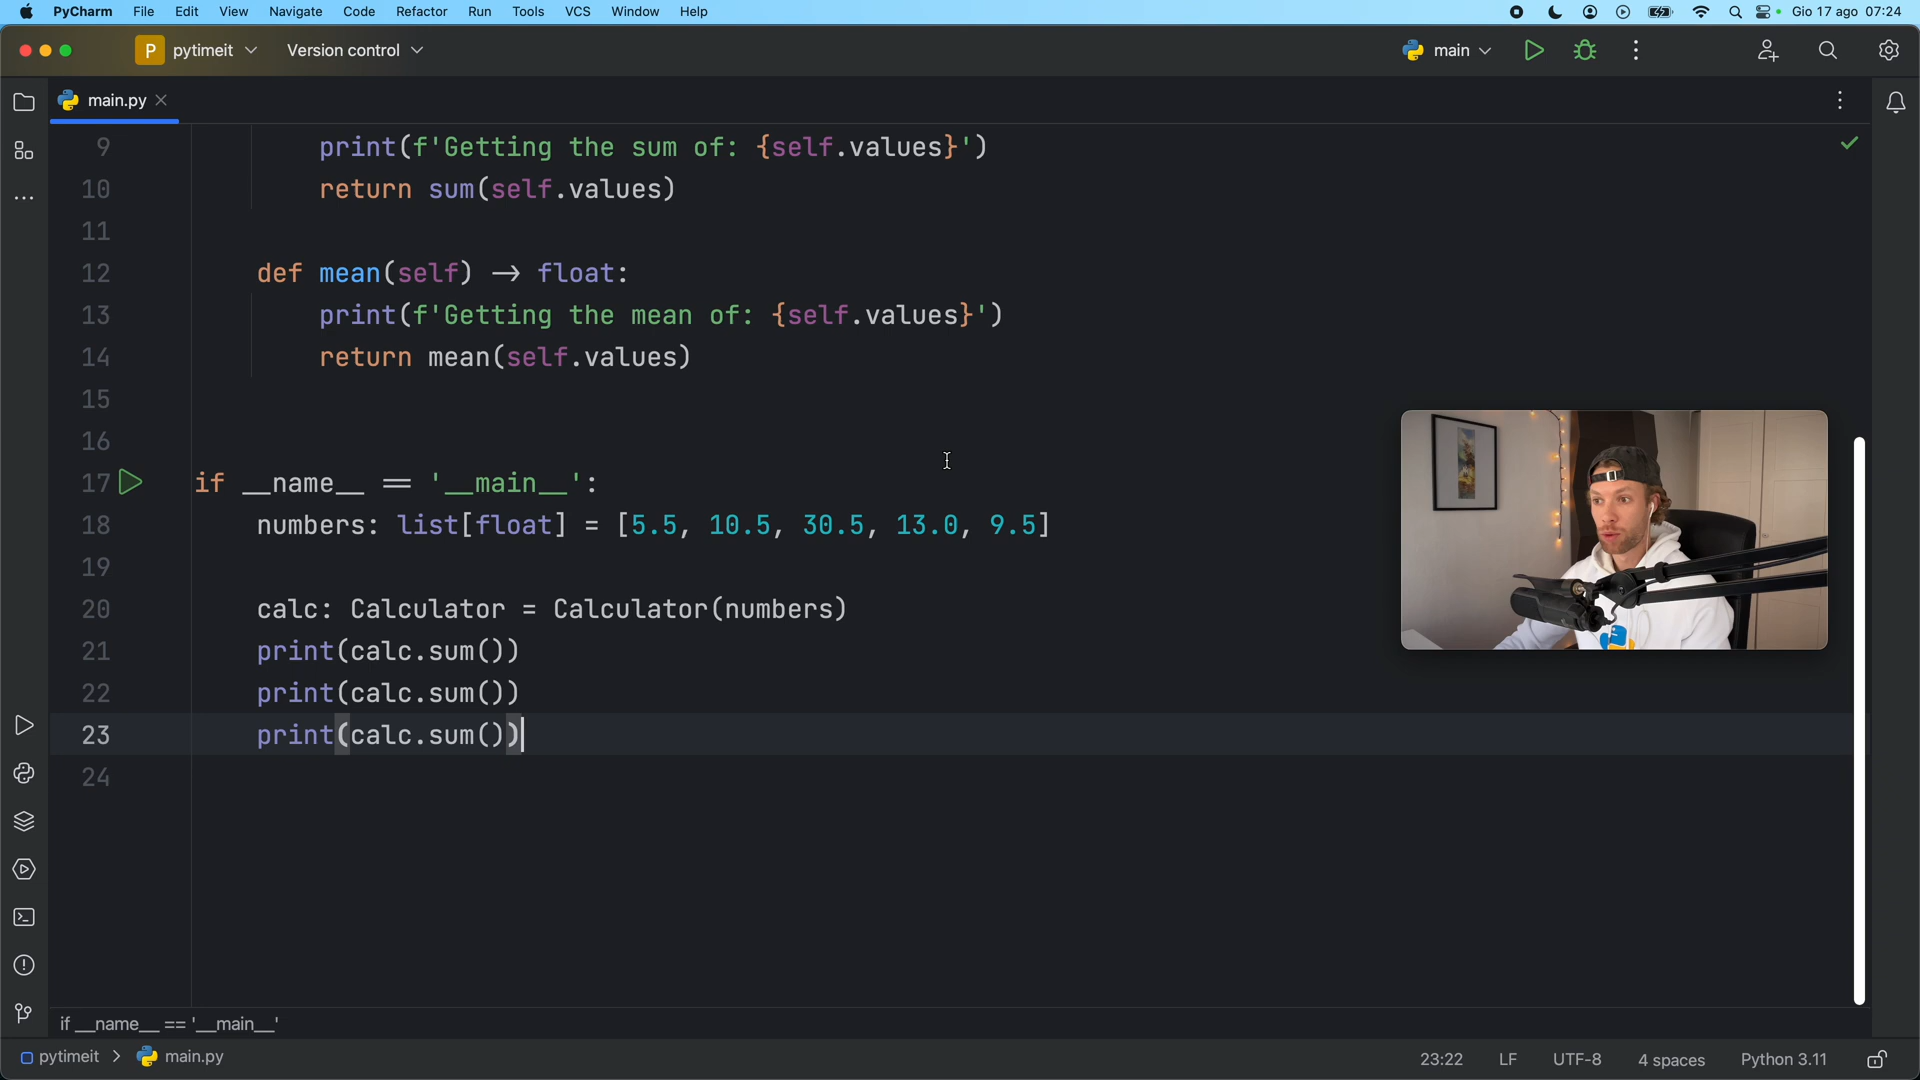 PyCharm File Edit View Navigate Code Refactor Run Tools VCS Window Help Gio 17 ago 07:24
P pytimeit Version control main
main.py
9 print(f'Getting the sum of: {self.values}')
10 return sum(self.values)
11
12 def mean(self) → float:
13 print(f'Getting the mean of: {self.values}')
14 return mean(self.values)
15
16
17 if __name__ == '__main__':
18 numbers: list[float] = [5.5, 10.5, 30.5, 13.0, 9.5]
19
20 calc: Calculator = Calculator(numbers)
21 print(calc.sum())
22 print(calc.sum())
23 print(calc.sum())
24
if __name__ == '__main__'
pytimeit > main.py 23:22 LF UTF-8 4 spaces Python 3.11